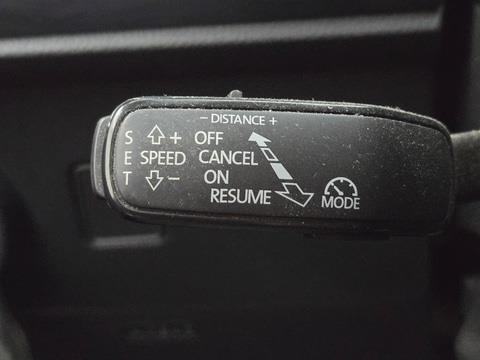 - DISTANCE +
S + OFF
E SPEED CANCEL
T - ON
RESUME
MODE